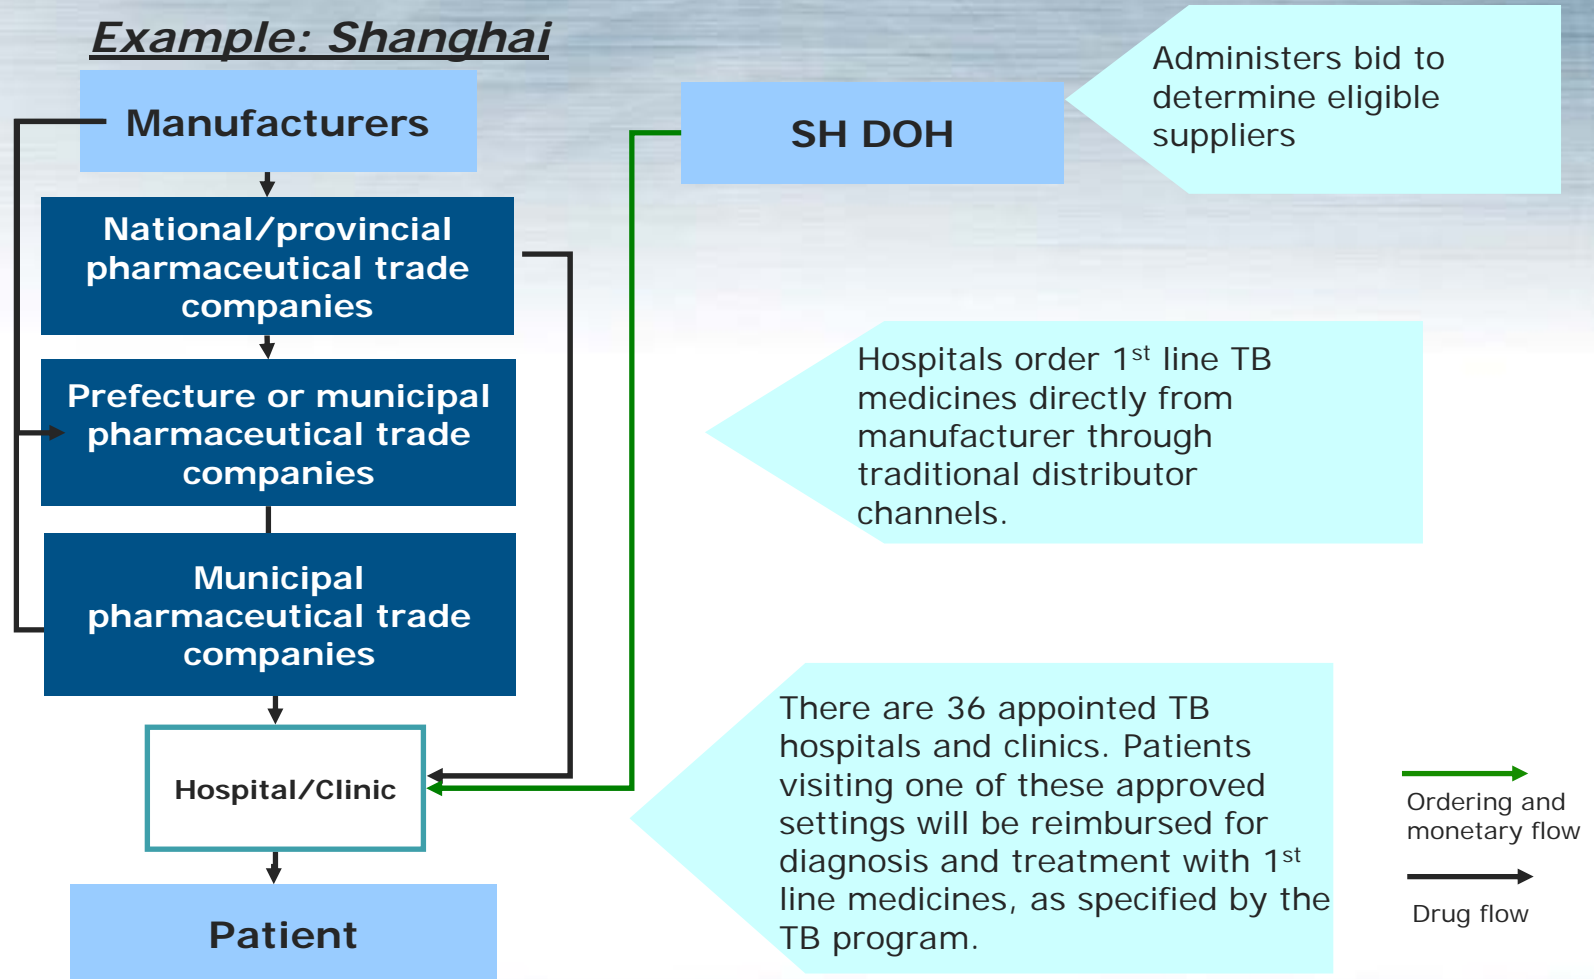 Example: Shanghai
Manufacturers
National/provincial
pharmaceutical trade
companies
Prefecture or municipal
pharmaceutical trade
companies
Municipal
pharmaceutical trade
companies
Hospital/Clinic
Patient
SH DOH
Administers bid to
determine eligible
suppliers
Hospitals order 1st line TB
medicines directly from
manufacturer through
traditional distributor
channels.
There are 36 appointed TB
hospitals and clinics. Patients
visiting one of these approved
settings will be reimbursed for
diagnosis and treatment with 1st
line medicines, as specified by the
TB program.
Ordering and
monetary flow
Drug flow